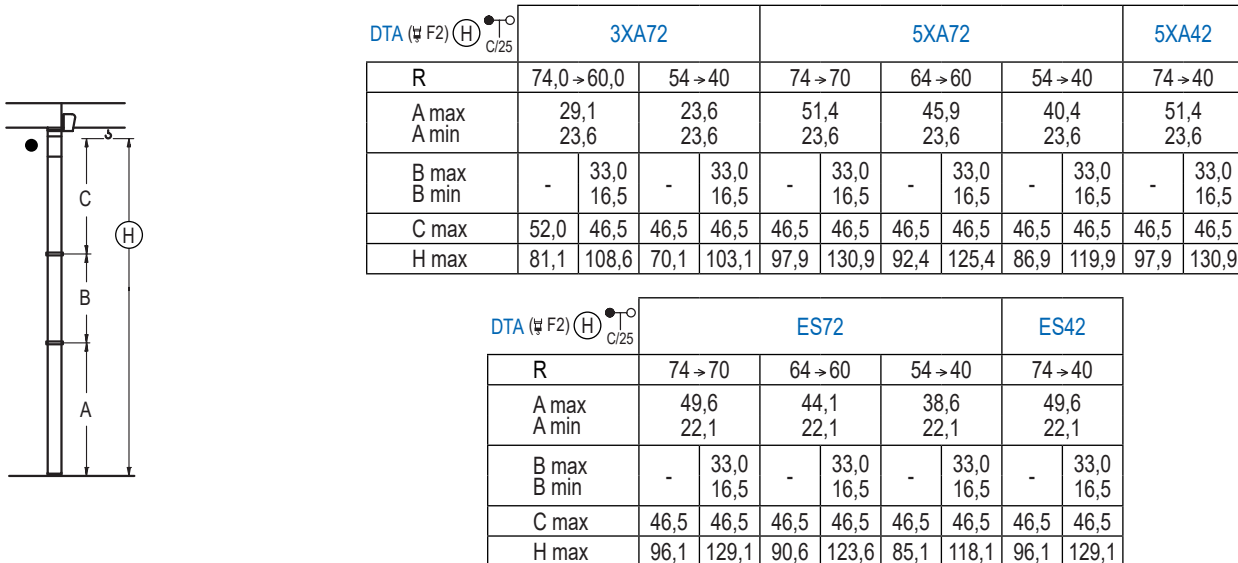 C
H
B
A
DTA (F2) H C/25 3XA72 5XA72 5XA42
R 74,0→60,0 54→40 74→70 64→60 54→40 74→40
A max 29,1 23,6 51,4 45,9 40,4 51,4
A min 23,6 23,6 23,6 23,6 23,6 23,6
B max - 33,0 - 33,0 - 33,0 - 33,0 - 33,0 - 33,0
B min 16,5 16,5 16,5 16,5 16,5 16,5
C max 52,0 46,5 46,5 46,5 46,5 46,5 46,5 46,5 46,5 46,5 46,5 46,5
H max 81,1 108,6 70,1 103,1 97,9 130,9 92,4 125,4 86,9 119,9 97,9 130,9
DTA (F2) H C/25 ES72 ES42
R 74→70 64→60 54→40 74→40
A max 49,6 44,1 38,6 49,6
A min 22,1 22,1 22,1 22,1
B max - 33,0 - 33,0 - 33,0 - 33,0
B min 16,5 16,5 16,5 16,5
C max 46,5 46,5 46,5 46,5 46,5 46,5 46,5 46,5
H max 96,1 129,1 90,6 123,6 85,1 118,1 96,1 129,1